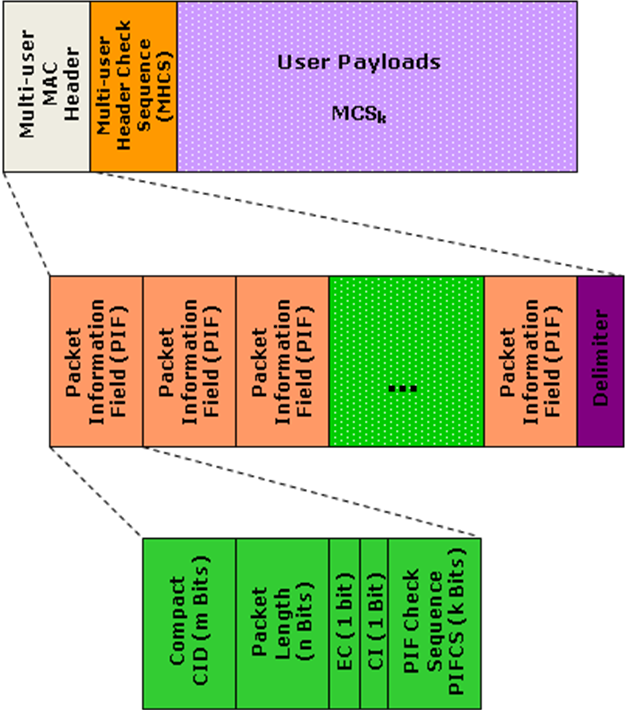 Multi-user
MAC
Header
Multi-user
Header Check
Sequence
(MHCS)
User Payloads
MCSk
Packet
Information
Field (PIF)
Packet
Information
Field (PIF)
Packet
Information
Field (PIF)
...
Packet
Information
Field (PIF)
Delimiter
Compact
CID (m Bits)
Packet
Length
(n Bits)
EC (1 bit)
CI (1 Bit)
PIF Check
Sequence
PIFCS (k Bits)